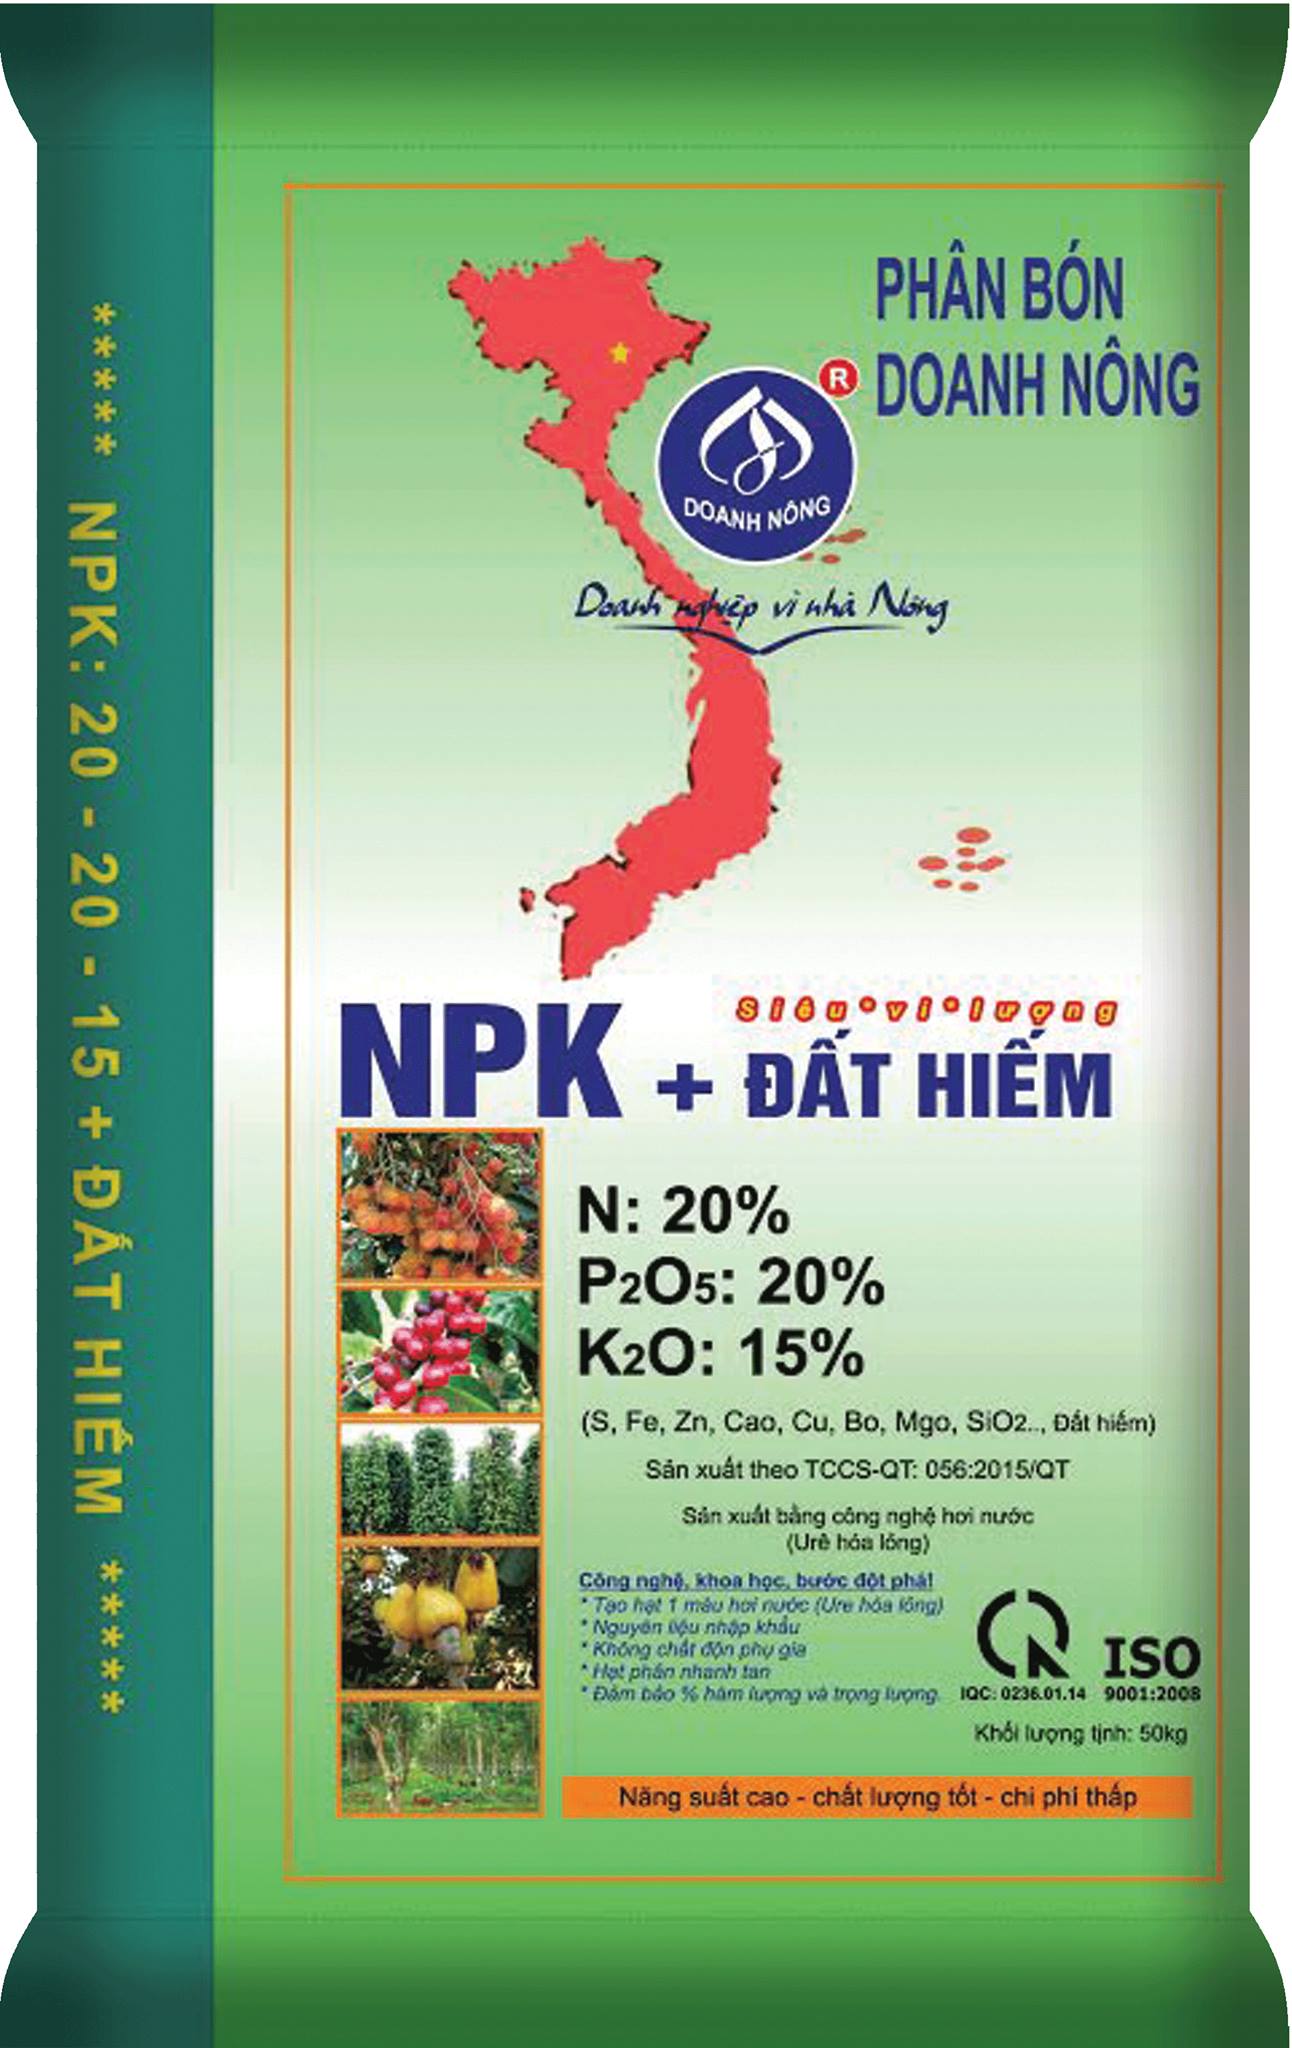 ***** NPK: 20 - 20 - 15 + ĐẤT HIẾM *****
PHÂN BÓN
DOANH NÔNG
R
DOANH NÔNG
Doanh nghiệp vì nhà Nông
Siêu vi lượng
NPK + ĐẤT HIẾM
N: 20%
P2O5: 20%
K2O: 15%
(S, Fe, Zn, Cao, Cu, Bo, Mgo, SiO2.., Đất hiếm)
Sản xuất theo TCCS-QT: 056:2015/QT
Sản xuất bằng công nghệ hơi nước
(Urê hóa lỏng)
Công nghệ, khoa học, bước đột phá!
* Tạo hạt 1 màu hơi nước (Ure hóa lỏng)
* Nguyên liệu nhập khẩu
* Không chất độn phụ gia
* Hạt phân nhanh tan
* Đảm bảo % hàm lượng và trọng lượng.
IQC: 0236.01.14
ISO
9001:2008
Khối lượng tịnh: 50kg
Năng suất cao - chất lượng tốt - chi phí thấp